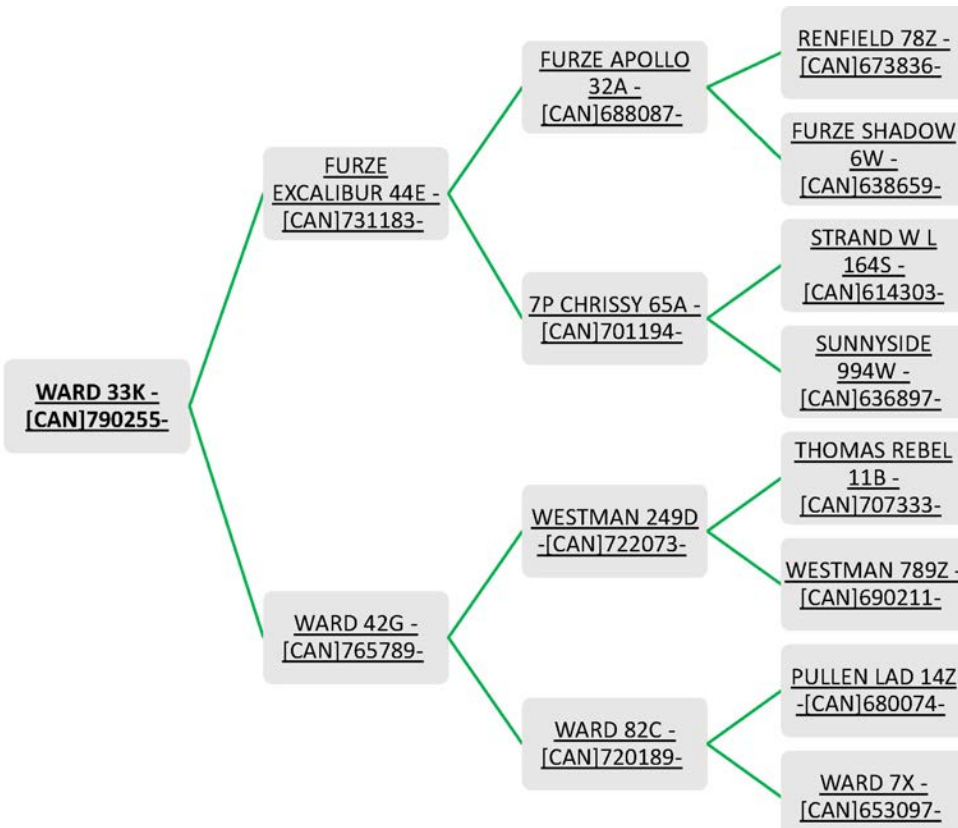 RENFIELD 78Z -
[CAN]673836-
FURZE APOLLO
32A -
[CAN]688087-
FURZE SHADOW
6W -
[CAN]638659-
FURZE
EXCALIBUR 44E -
[CAN]731183-
STRAND W L
164S -
[CAN]614303-
7P CHRISSY 65A -
[CAN]701194-
SUNNYSIDE
994W -
[CAN]636897-
WARD 33K -
[CAN]790255-
THOMAS REBEL
11B -
[CAN]707333-
WESTMAN 249D
-[CAN]722073-
WESTMAN 789Z -
[CAN]690211-
WARD 42G -
[CAN]765789-
PULLEN LAD 14Z
-[CAN]680074-
WARD 82C -
[CAN]720189-
WARD 7X -
[CAN]653097-